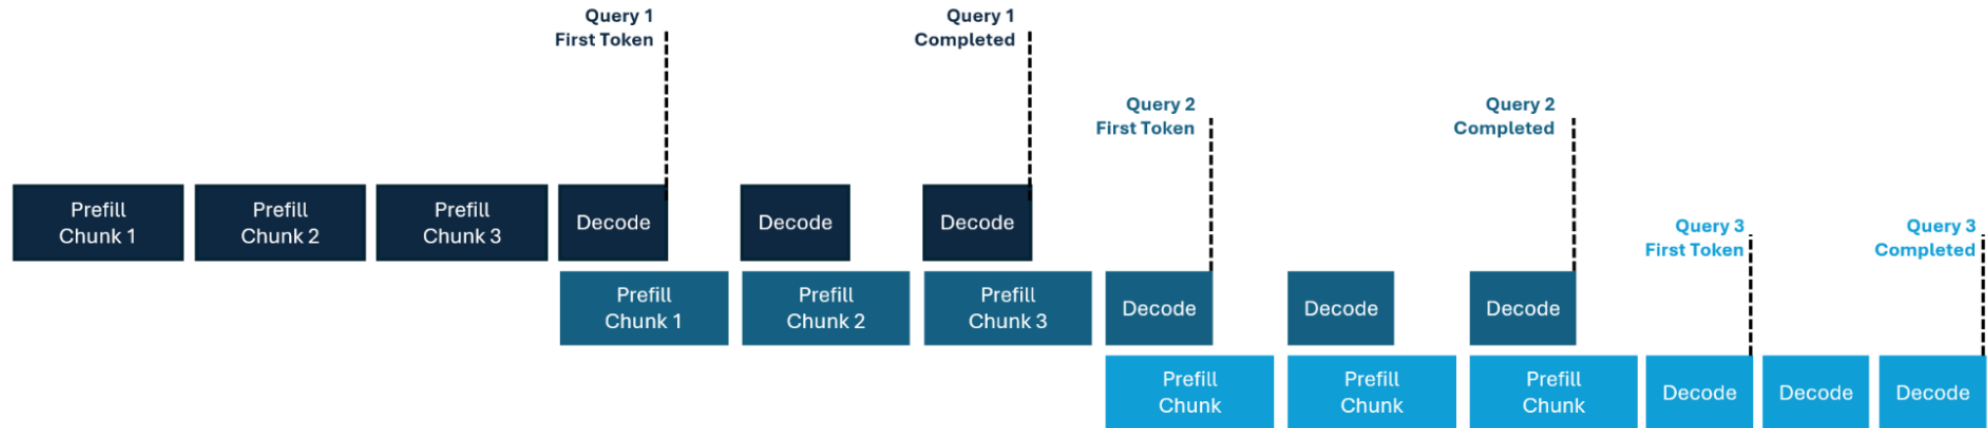 Query 1
First Token
Query 1
Completed
Query 2
First Token
Query 2
Completed
Query 3
First Token
Query 3
Completed
Prefill
Chunk 1
Prefill
Chunk 2
Prefill
Chunk 3
Decode
Decode
Decode
Prefill
Chunk 1
Prefill
Chunk 2
Prefill
Chunk 3
Decode
Decode
Decode
Prefill
Chunk
Prefill
Chunk
Prefill
Chunk
Decode
Decode
Decode